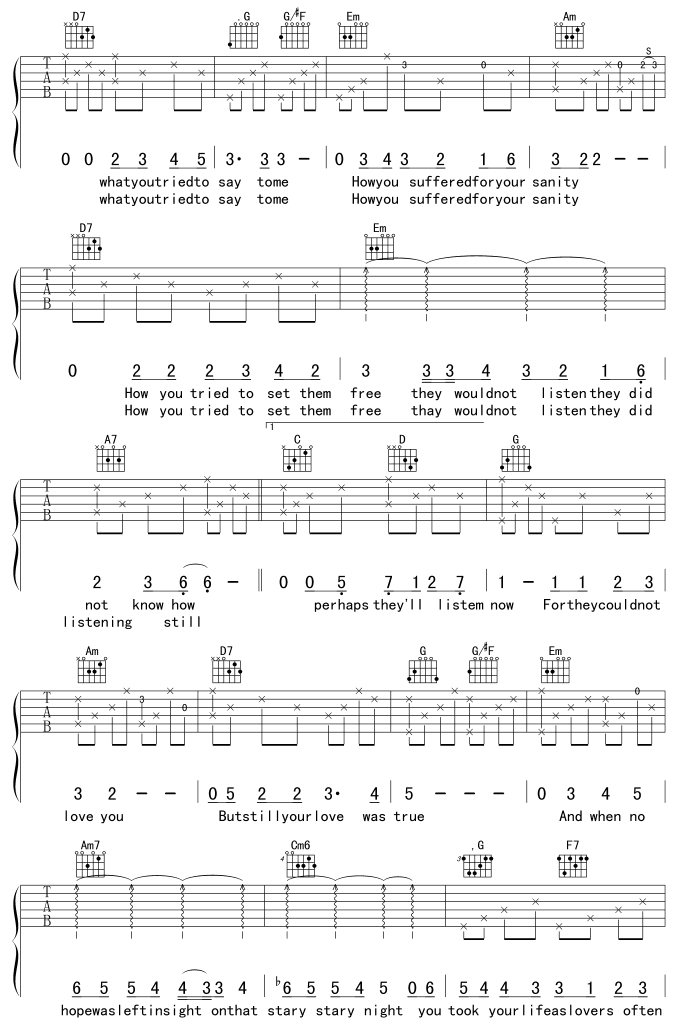 D7 .G G/#F Em Am
T A B 3 0 0 2 3 S
0 0 2 3 4 5 | 3· 3 3 – | 0 3 4 3 2 1 6 | 3 2 2 – – |
whatyoutriedto say tome Howyou sufferedforyour sanity
whatyoutriedto say tome Howyou sufferedforyour sanity
D7 Em
T A B
0 2 2 2 3 4 2 | 3 3 3 4 3 2 1 6 |
How you tried to set them free they wouldnot listen they did
How you tried to set them free thay wouldnot listen they did
1
A7 C D G
T A B
2 3 6 6 – || 0 0 5 7 1 2 7 | 1 – 1 1 2 3 |
not know how perhaps they'll listem now Fortheycouldnot
listening still
Am D7 G G/#F Em
T A B 3 0 0
3 2 – – | 0 5 2 2 3· 4 | 5 – – – | 0 3 4 5 |
love you Butstillyourlove was true And when no
Am7 Cm6 .G F7
4 3
T A B
6 5 5 4 4 3 3 4 | ♭6 5 5 4 5 0 6 | 5 4 4 3 3 1 2 3 |
hopewasleftinsight onthat stary stary night you took yourlifeaslovers often